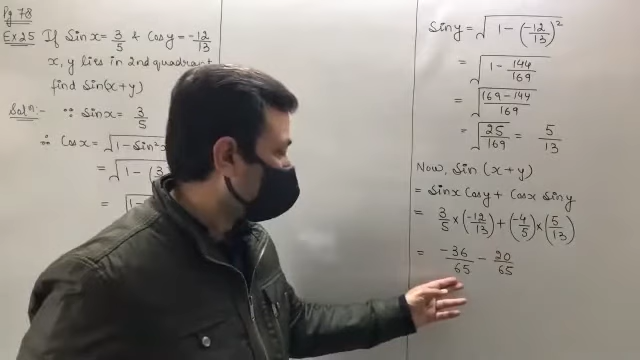 Pg 78
Ex 25 If Sin x = 3/5 & Cos y = -12/13
x, y lies in 2nd quadrant
find Sin(x+y)
Solⁿ:- ∵ Sin x = 3/5
∴ Cos x = √1 - Sin²x
= √1 - (3
= √1
Sin y = √1 - (-12/13)²
= √1 - 144/169
= √169 - 144/169
= √25/169 = 5/13
Now, Sin (x+y)
= Sin x Cos y + Cos x Sin y
= 3/5 × (-12/13) + (-4/5) × (5/13)
= -36/65 - 20/65